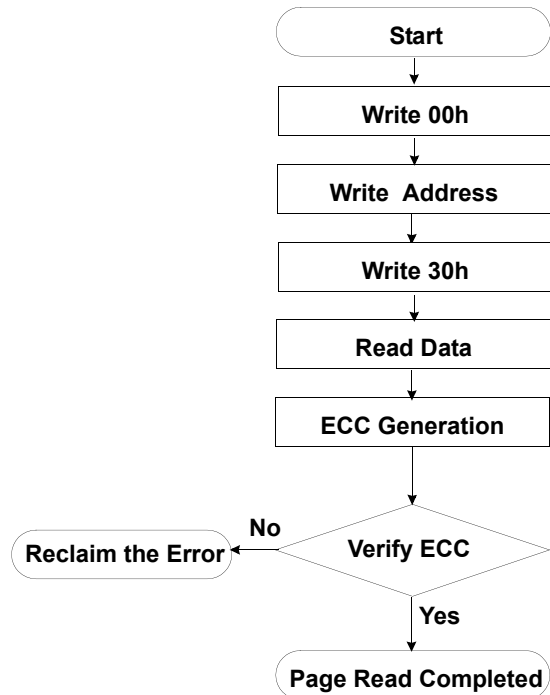 Start
Write 00h
Write Address
Write 30h
Read Data
ECC Generation
No
Reclaim the Error
Verify ECC
Yes
Page Read Completed